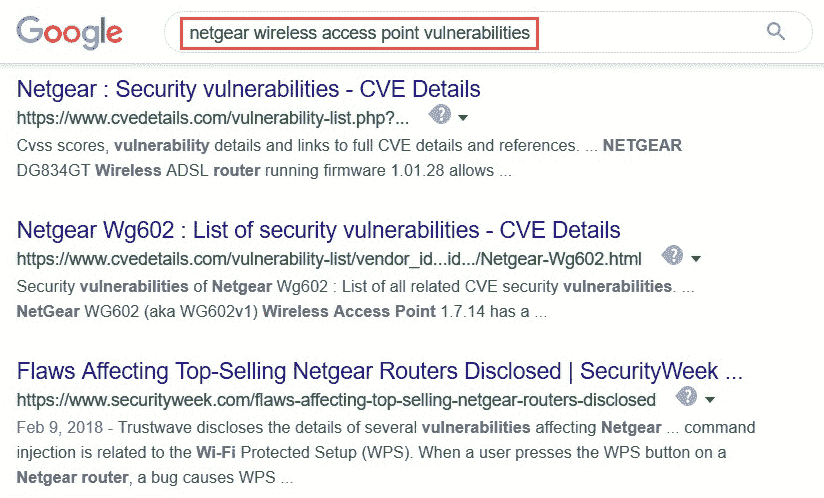 Google netgear wireless access point vulnerabilities
Netgear : Security vulnerabilities - CVE Details
https://www.cvedetails.com/vulnerability-list.php?...
Cvss scores, vulnerability details and links to full CVE details and references. ... NETGEAR
DG834GT Wireless ADSL router running firmware 1.01.28 allows ...
Netgear Wg602 : List of security vulnerabilities - CVE Details
https://www.cvedetails.com/vulnerability-list/vendor_id...id.../Netgear-Wg602.html
Security vulnerabilities of Netgear Wg602 : List of all related CVE security vulnerabilities. ...
NetGear WG602 (aka WG602v1) Wireless Access Point 1.7.14 has a ...
Flaws Affecting Top-Selling Netgear Routers Disclosed | SecurityWeek ...
https://www.securityweek.com/flaws-affecting-top-selling-netgear-routers-disclosed
Feb 9, 2018 - Trustwave discloses the details of several vulnerabilities affecting Netgear ... command
injection is related to the Wi-Fi Protected Setup (WPS). When a user presses the WPS button on a
Netgear router, a bug causes WPS ...